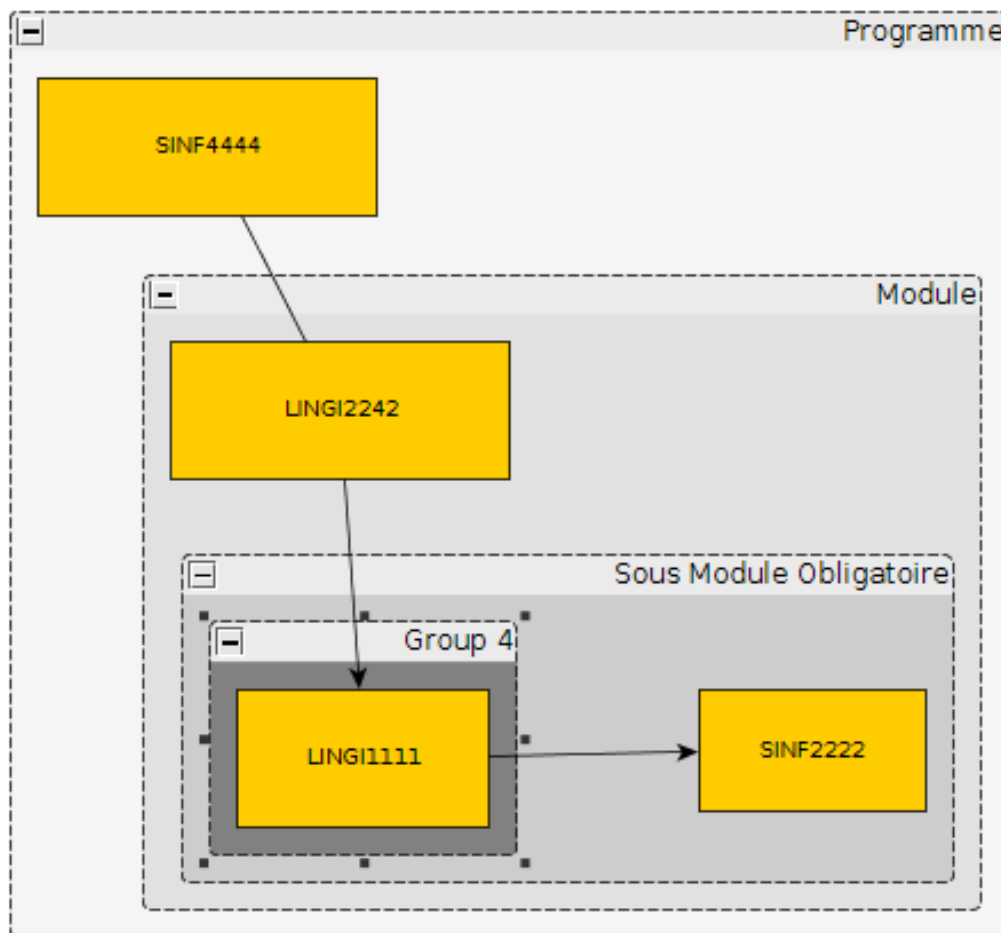 Programme
SINF4444
Module
LINGI2242
Sous Module Obligatoire
Group 4
LINGI1111
SINF2222